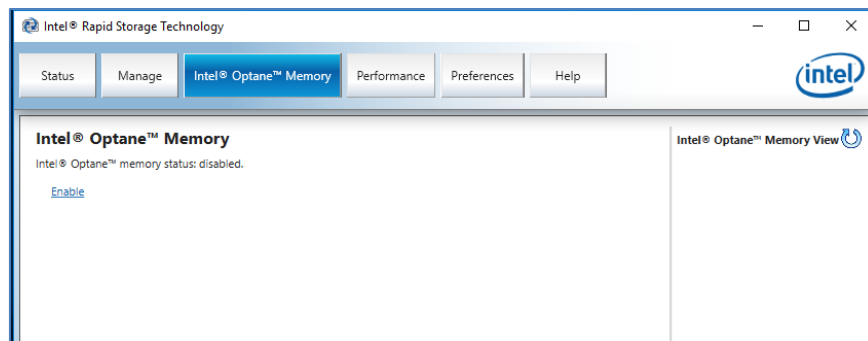 Intel® Rapid Storage Technology
Status
Manage
Intel® Optane™ Memory
Performance
Preferences
Help
intel
Intel® Optane™ Memory
Intel® Optane™ memory status: disabled.
Enable
Intel® Optane™ Memory View